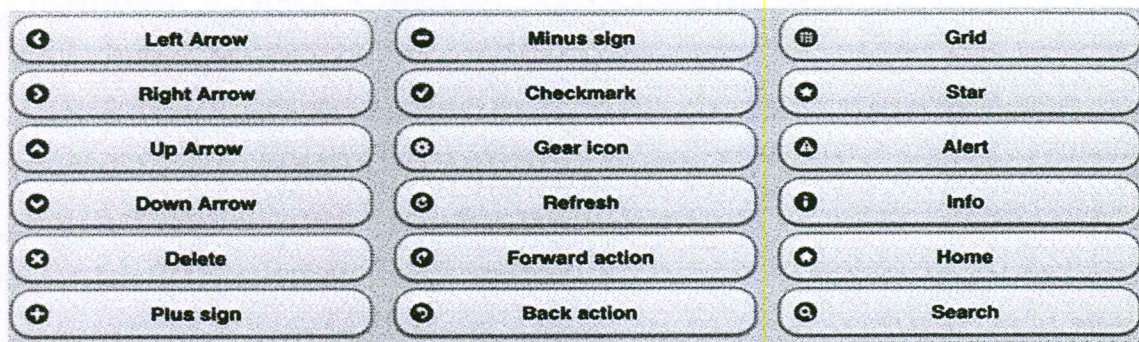 Left Arrow
Right Arrow
Up Arrow
Down Arrow
Delete
Plus sign
Minus sign
Checkmark
Gear icon
Refresh
Forward action
Back action
Grid
Star
Alert
Info
Home
Search